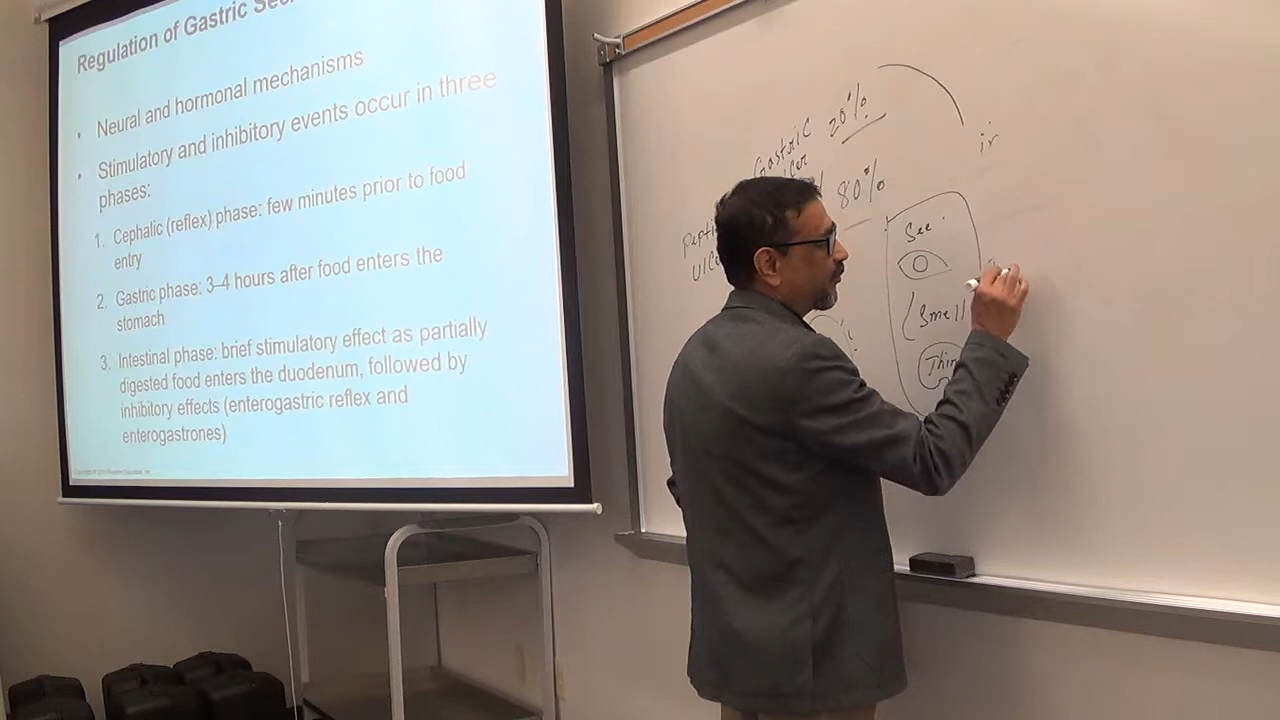 Regulation of Gastric
• Neural and hormonal mechanisms
• Stimulatory and inhibitory events occur in three
phases:
1. Cephalic (reflex) phase: few minutes prior to food
entry
2. Gastric phase: 3–4 hours after food enters the
stomach
3. Intestinal phase: brief stimulatory effect as partially
digested food enters the duodenum, followed by
inhibitory effects (enterogastric reflex and
enterogastrones)
Gastric
20%
80%
See
Smell